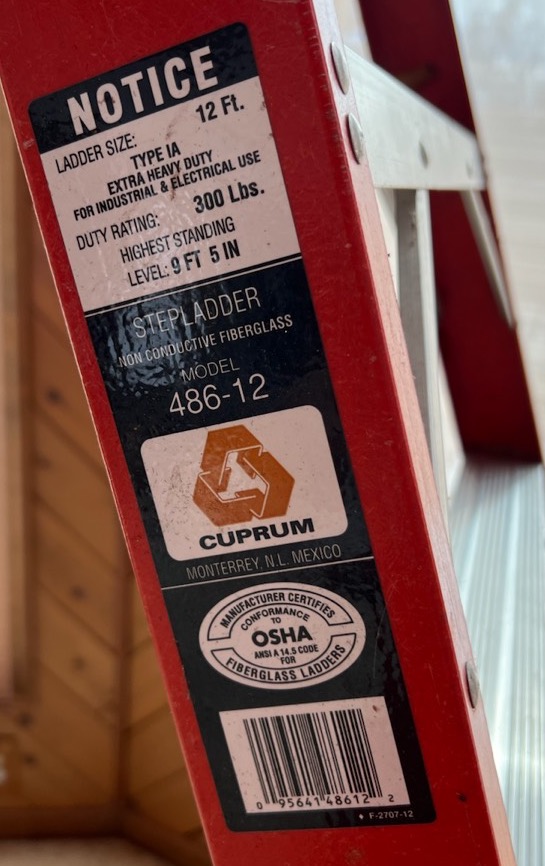 NOTICE
LADDER SIZE: 12 Ft.
TYPE IA
EXTRA HEAVY DUTY
FOR INDUSTRIAL & ELECTRICAL USE
DUTY RATING: 300 Lbs.
HIGHEST STANDING
LEVEL: 9 FT 5 IN
STEPLADDER
NON CONDUCTIVE FIBERGLASS
MODEL
486-12
CUPRUM
MONTERREY, N.L. MEXICO
MANUFACTURER CERTIFIES
CONFORMANCE
TO
OSHA
ANSI A 14.5 CODE
FOR
FIBERGLASS LADDERS
0 95641 48612 2
♦ F-2707-12